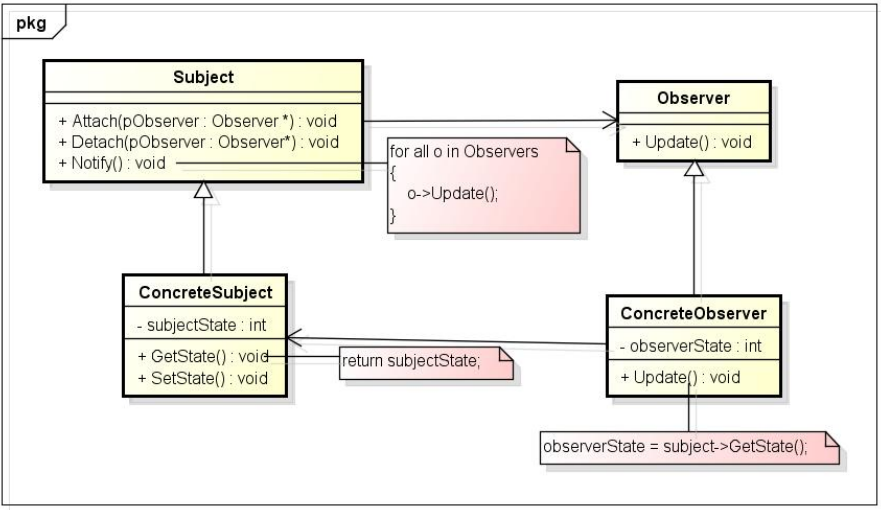 pkg
Subject
+ Attach(pObserver : Observer *) : void
+ Detach(pObserver : Observer*) : void
+ Notify() : void
for all o in Observers
{
o->Update();
}
Observer
+ Update() : void
ConcreteSubject
- subjectState : int
+ GetState() : void
+ SetState() : void
return subjectState;
ConcreteObserver
- observerState : int
+ Update() : void
observerState = subject->GetState();